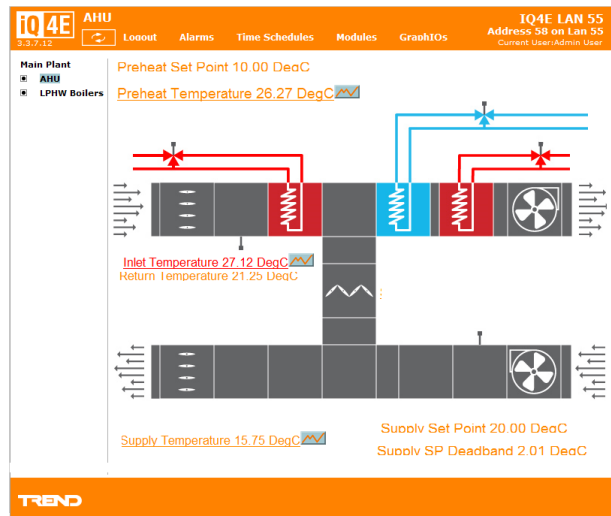 iQ 4E
3.3.7.12
AHU
IQ4E LAN 55
Address 58 on Lan 55
Current User:Admin User
Logout Alarms Time Schedules Modules GraphIOs
Main Plant
AHU
LPHW Boilers
Preheat Set Point 10.00 DegC
Preheat Temperature 26.27 DegC
Inlet Temperature 27.12 DegC
Return Temperature 21.25 DegC
Supply Set Point 20.00 DegC
Supply Temperature 15.75 DegC
Supply SP Deadband 2.01 DegC
TREND